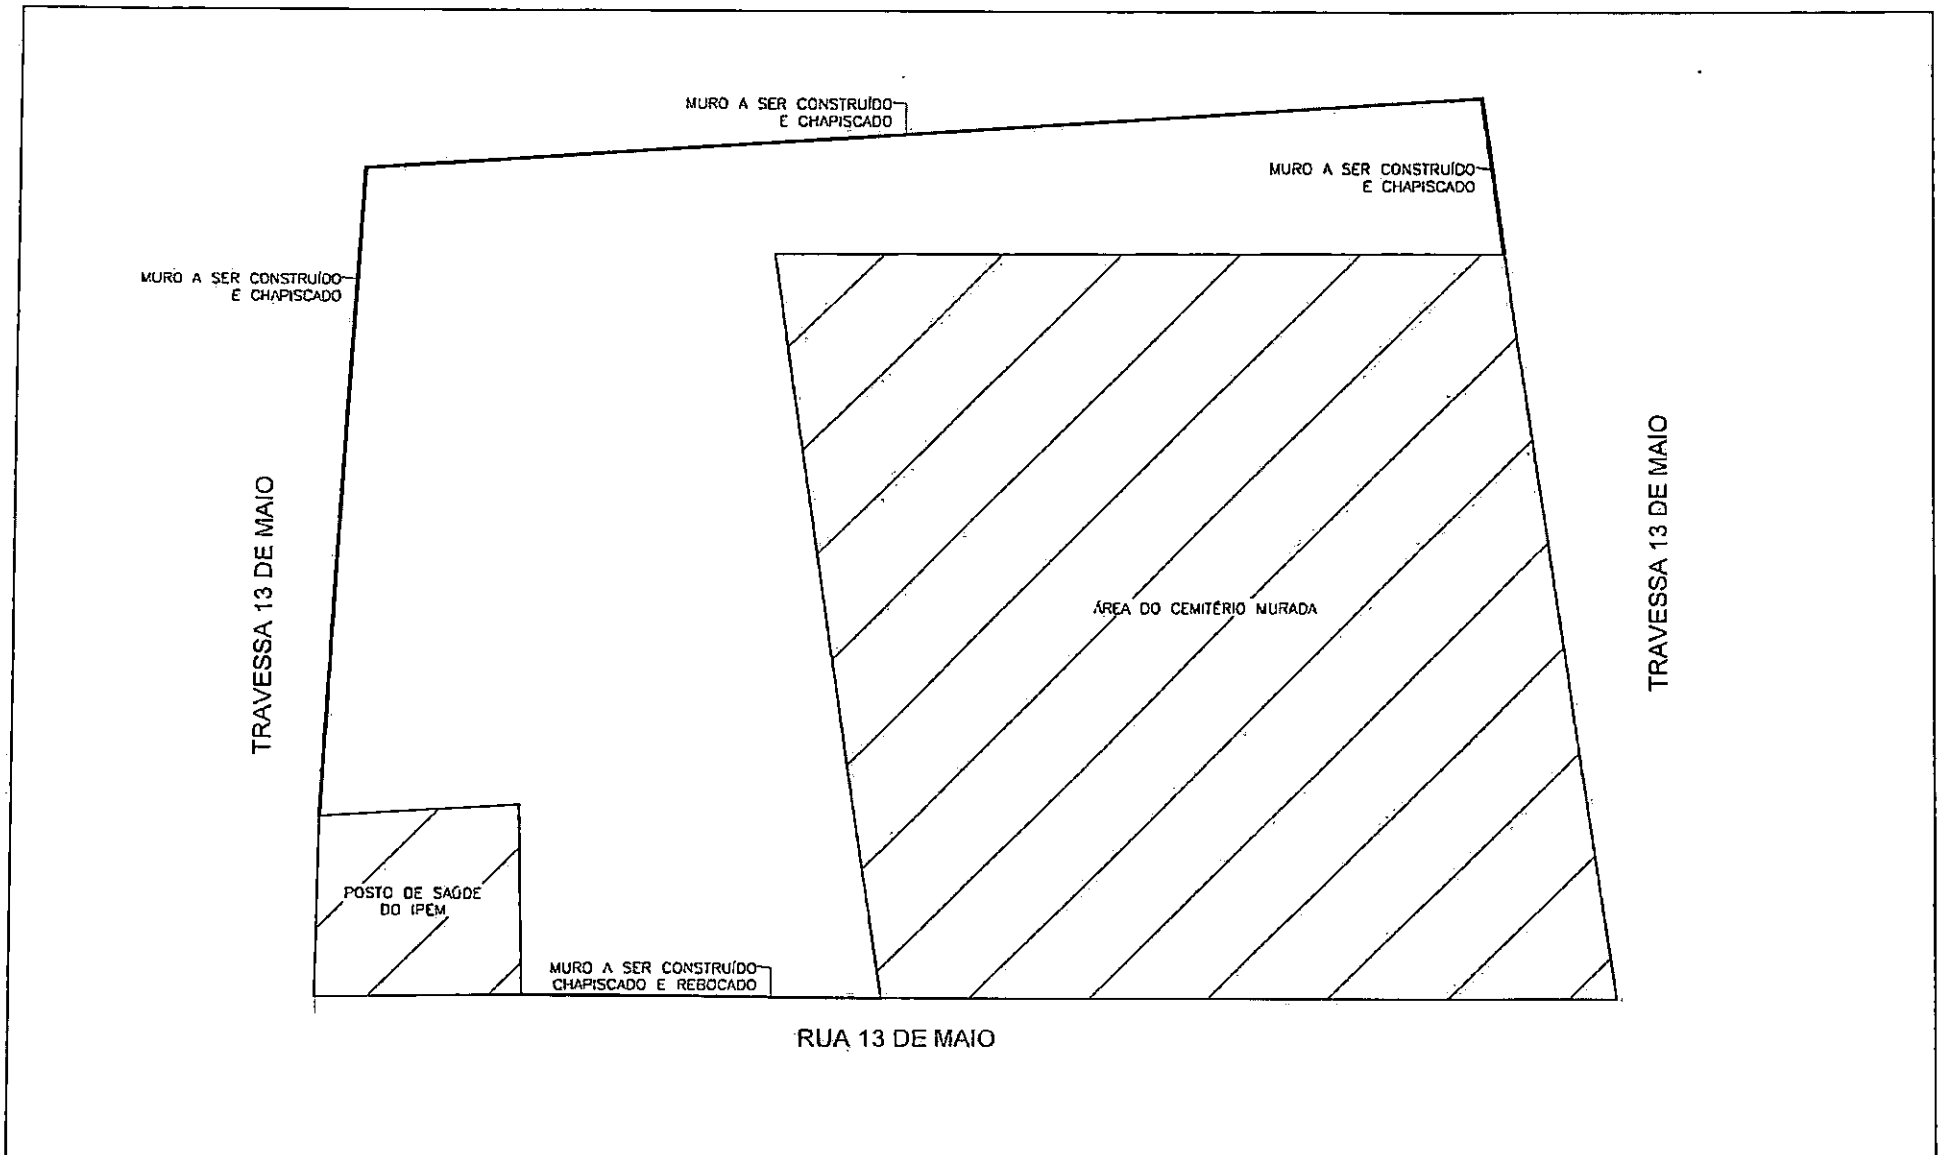 MURO A SER CONSTRUÍDO
E CHAPISCADO
MURO A SER CONSTRUÍDO
E CHAPISCADO
MURO A SER CONSTRUÍDO
E CHAPISCADO
TRAVESSA 13 DE MAIO
TRAVESSA 13 DE MAIO
ÁREA DO CEMITÉRIO MURADA
POSTO DE SAÚDE
DO IPEM
MURO A SER CONSTRUÍDO
CHAPISCADO E REBOCADO
RUA 13 DE MAIO